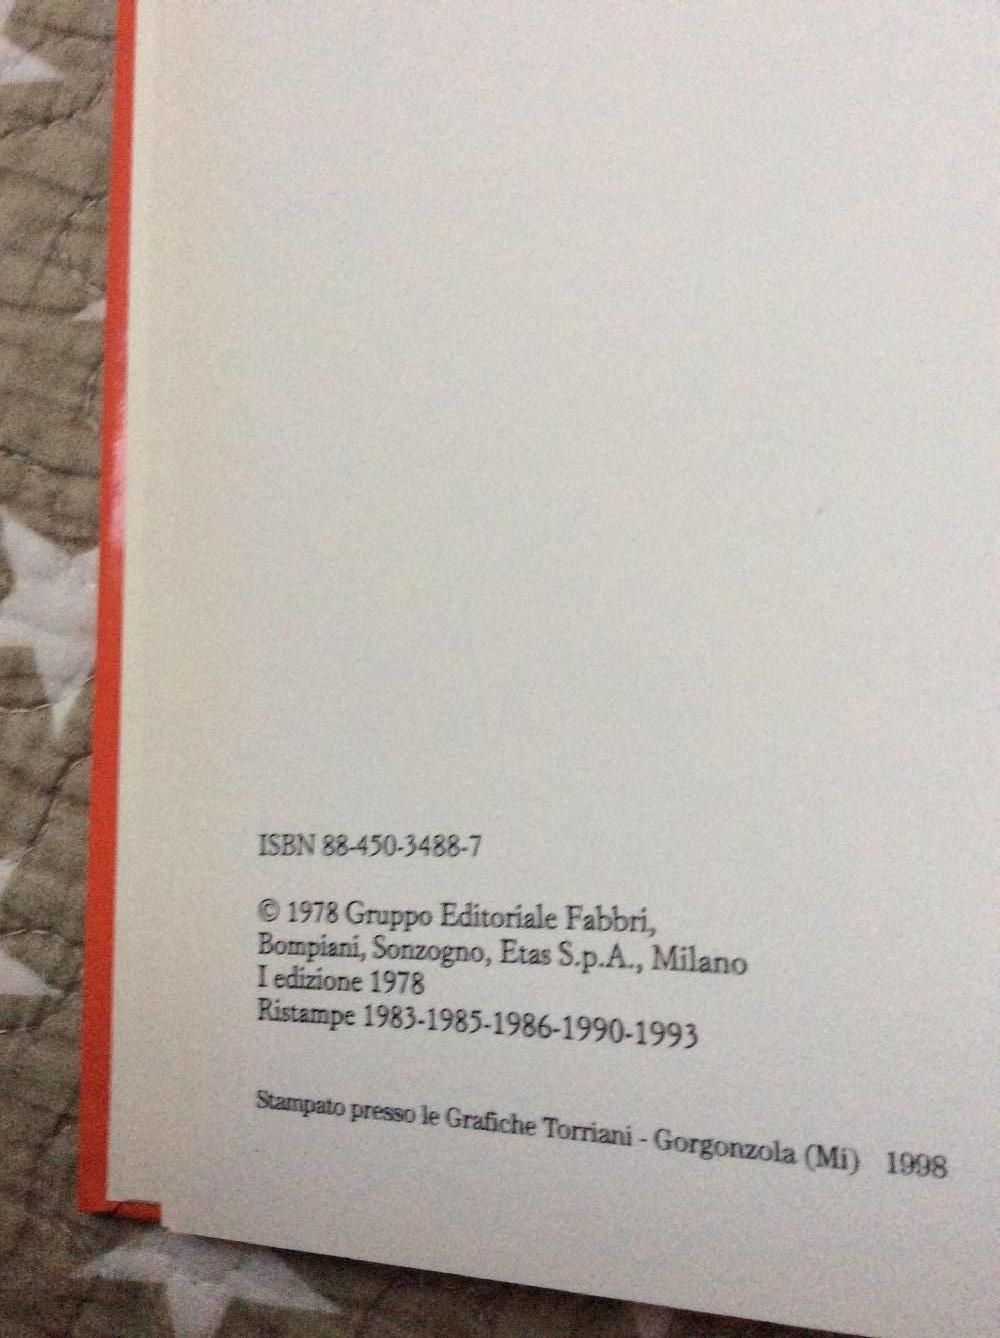 ISBN 88-450-3488-7
© 1978 Gruppo Editoriale Fabbri,
Bompiani, Sonzogno, Etas S.p.A., Milano
I edizione 1978
Ristampe 1983-1985-1986-1990-1993
Stampato presso le Grafiche Torriani - Gorgonzola (Mi) 1998